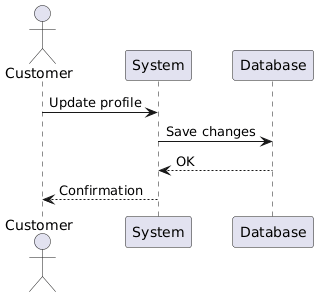 Customer
System
Database
Update profile
Save changes
OK
Confirmation
Customer
System
Database